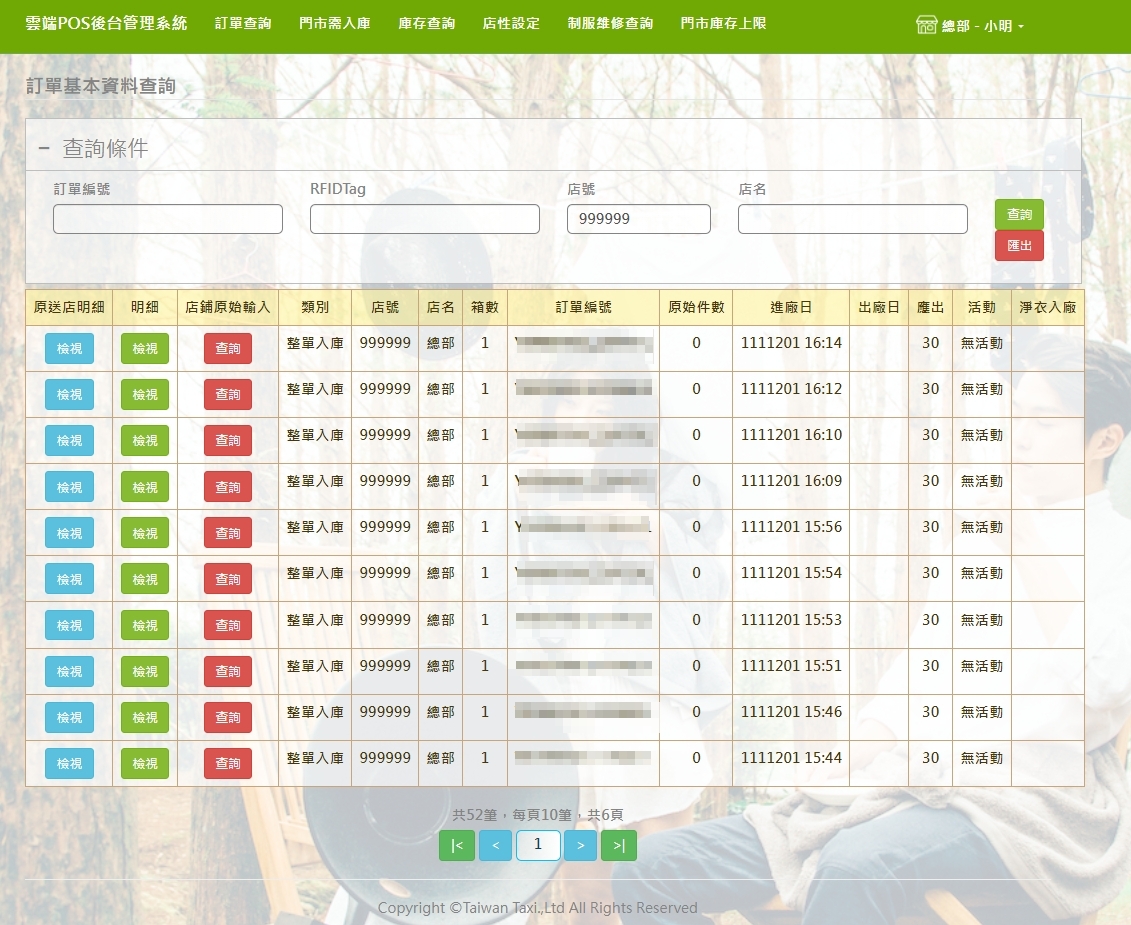 雲端POS後台管理系統 訂單查詢 門市需入庫 庫存查詢 店性設定 制服維修查詢 門市庫存上限 總部 - 小明
訂單基本資料查詢
− 查詢條件
訂單編號 RFIDTag 店號 店名
999999 查詢
匯出
原送店明細 明細 店鋪原始輸入 類別 店號 店名 箱數 訂單編號 原始件數 進廠日 出廠日 應出 活動 淨衣入廠
檢視 檢視 查詢 整單入庫 999999 總部 1 0 1111201 16:14 30 無活動
檢視 檢視 查詢 整單入庫 999999 總部 1 0 1111201 16:12 30 無活動
檢視 檢視 查詢 整單入庫 999999 總部 1 0 1111201 16:10 30 無活動
檢視 檢視 查詢 整單入庫 999999 總部 1 0 1111201 16:09 30 無活動
檢視 檢視 查詢 整單入庫 999999 總部 1 0 1111201 15:56 30 無活動
檢視 檢視 查詢 整單入庫 999999 總部 1 0 1111201 15:54 30 無活動
檢視 檢視 查詢 整單入庫 999999 總部 1 0 1111201 15:53 30 無活動
檢視 檢視 查詢 整單入庫 999999 總部 1 0 1111201 15:51 30 無活動
檢視 檢視 查詢 整單入庫 999999 總部 1 0 1111201 15:46 30 無活動
檢視 檢視 查詢 整單入庫 999999 總部 1 0 1111201 15:44 30 無活動
共52筆，每頁10筆，共6頁
|< < 1 > >|
Copyright ©Taiwan Taxi.,Ltd All Rights Reserved